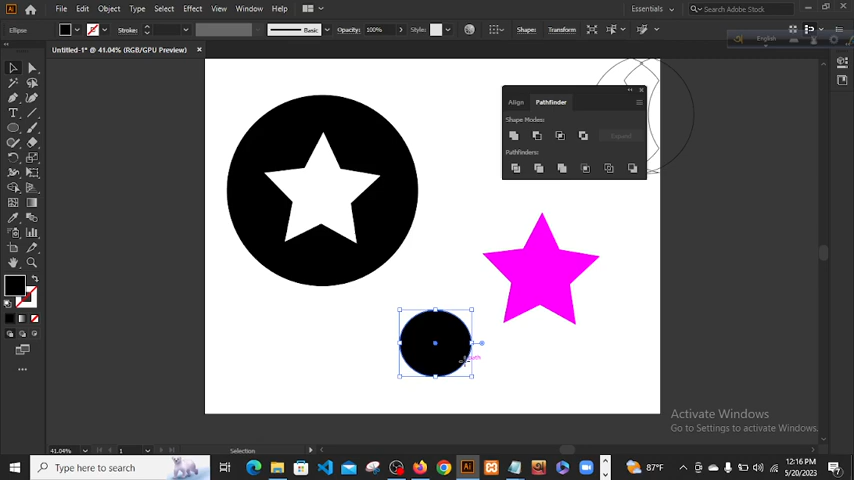 File Edit Object Type Select Effect View Window Help
Essentials
Search Adobe Stock
Ellipse
Stroke:
Basic
Opacity: 100%
Style:
Shape:
Transform
English
Untitled-1* @ 41.04% (RGB/GPU Preview) ×
Align Pathfinder
Shape Modes:
Expand
Pathfinders:
Activate Windows
Go to Settings to activate Windows.
41.04%
1
Selection
Type here to search
87°F
12:16 PM
5/20/2023